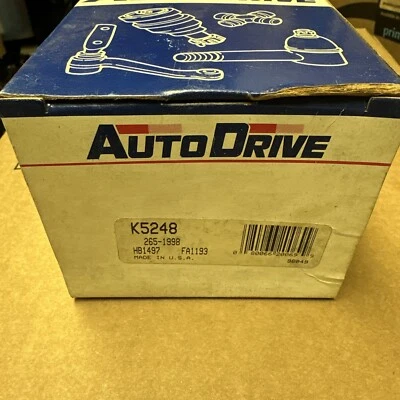 AUTODRIVE
K5248
265-1998
HB1497 FA1193
MADE IN U.S.A.